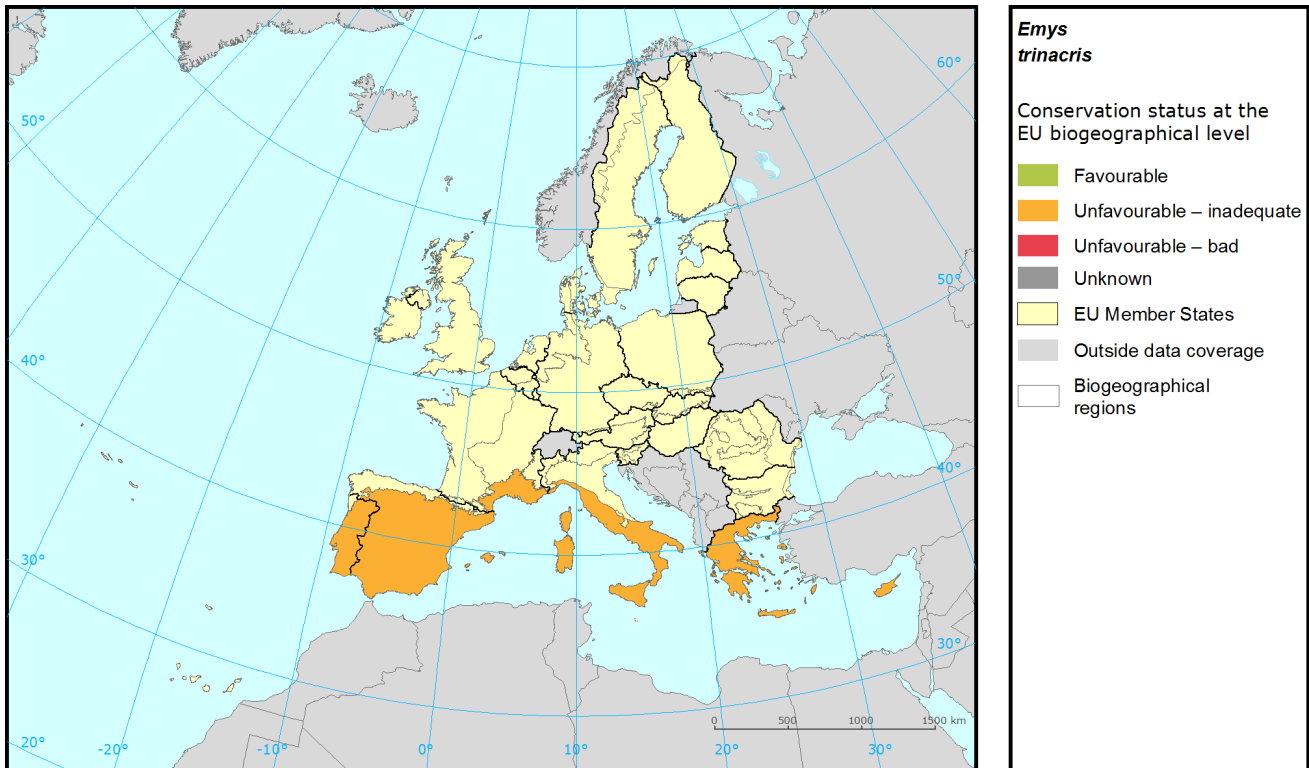 Emys
trinacris
Conservation status at the
EU biogeographical level
Favourable
Unfavourable – inadequate
Unfavourable – bad
Unknown
EU Member States
Outside data coverage
Biogeographical
regions
60°
50°
50°
40°
40°
30°
30°
0 500 1000 1500 km
20° -20° -10° 0° 10° 20° 30°